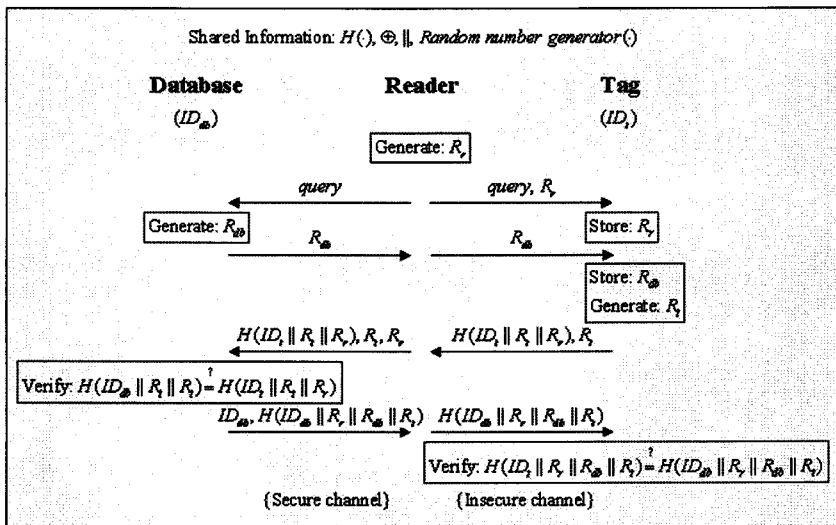 Shared Information: H(·), ⊕, ||, Random number generator(·)
Database Reader Tag
(ID_db) (ID_t)
Generate: R_r
query query, R_r
Generate: R_db Store: R_r
R_db R_db
Store: R_db
Generate: R_t
H(ID_t || R_t || R_r), R_t, R_r H(ID_t || R_t || R_r), R_t
Verify: H(ID_db || R_t || R_t) ≟ H(ID_t || R_t || R_r)
ID_db, H(ID_db || R_r || R_db || R_t) H(ID_db || R_r || R_db || R_t)
Verify: H(ID_t || R_r || R_db || R_t) ≟ H(ID_db || R_r || R_db || R_t)
{Secure channel} {Insecure channel}